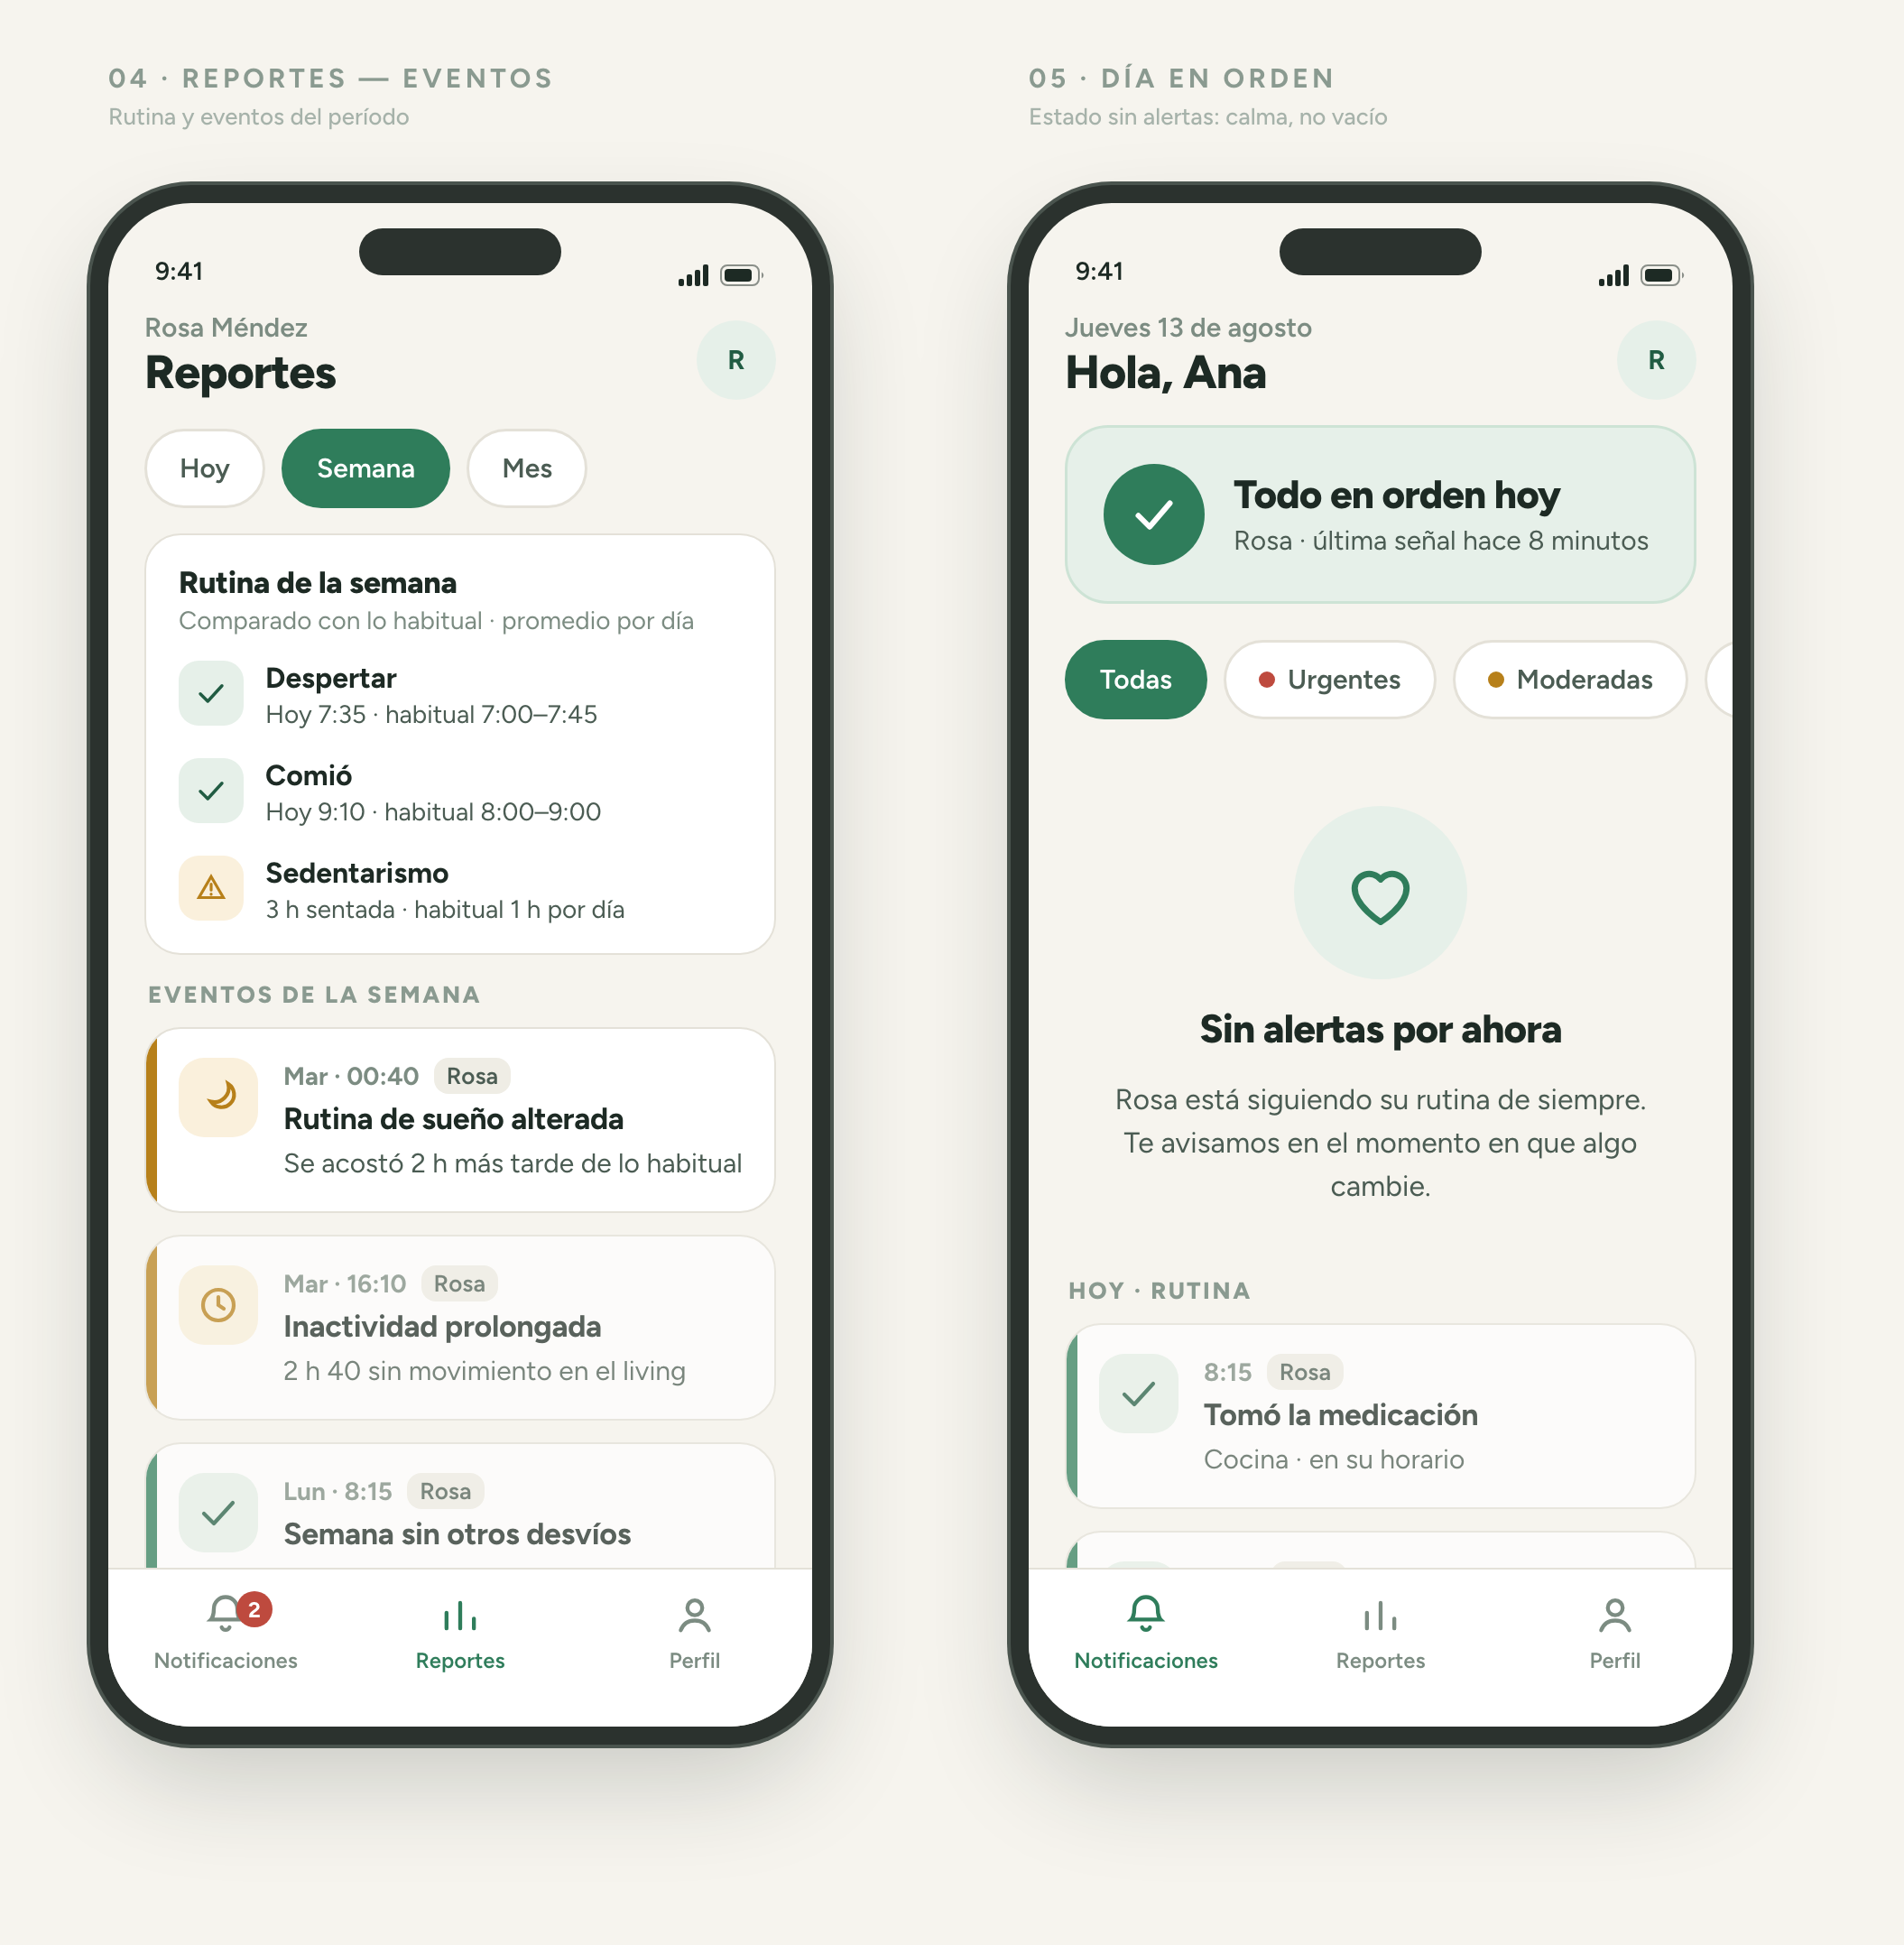 04 · REPORTES — EVENTOS
Rutina y eventos del período
9:41
Rosa Méndez
Reportes
R
Hoy
Semana
Mes
Rutina de la semana
Comparado con lo habitual · promedio por día
Despertar
Hoy 7:35 · habitual 7:00–7:45
Comió
Hoy 9:10 · habitual 8:00–9:00
Sedentarismo
3 h sentada · habitual 1 h por día
EVENTOS DE LA SEMANA
Mar · 00:40 Rosa
Rutina de sueño alterada
Se acostó 2 h más tarde de lo habitual
Mar · 16:10 Rosa
Inactividad prolongada
2 h 40 sin movimiento en el living
Lun · 8:15 Rosa
Semana sin otros desvíos
2
Notificaciones
Reportes
Perfil
05 · DÍA EN ORDEN
Estado sin alertas: calma, no vacío
9:41
Jueves 13 de agosto
Hola, Ana
R
Todo en orden hoy
Rosa · última señal hace 8 minutos
Todas
Urgentes
Moderadas
Sin alertas por ahora
Rosa está siguiendo su rutina de siempre.
Te avisamos en el momento en que algo
cambie.
HOY · RUTINA
8:15 Rosa
Tomó la medicación
Cocina · en su horario
Notificaciones
Reportes
Perfil